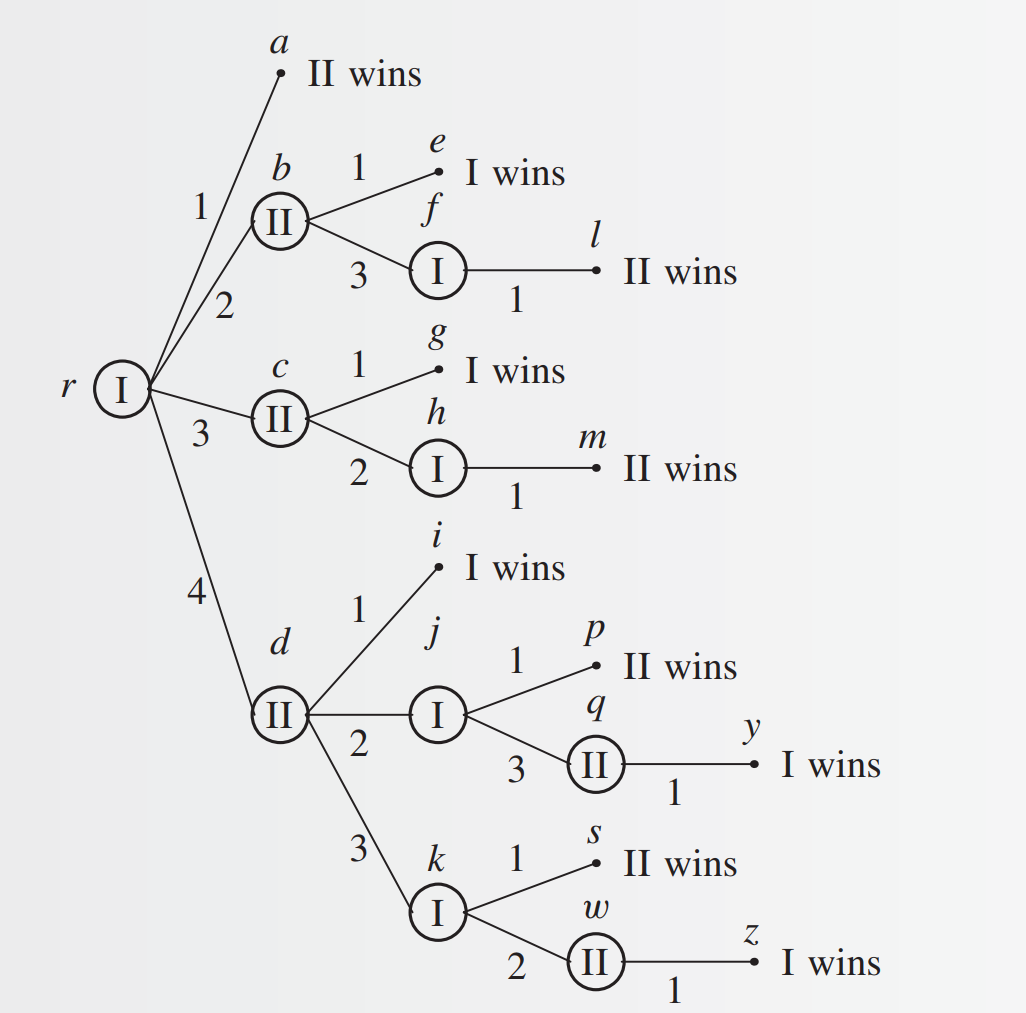 a
II wins
e
b 1 I wins
II f
1 l
3 I II wins
2 1
g
c 1 I wins
r I II h
3 m
2 I II wins
1
i
I wins
4 1
d j p
1 II wins
II I q
2 y
3 II I wins
1
s
3 k 1 II wins
I w
z
2 II I wins
1